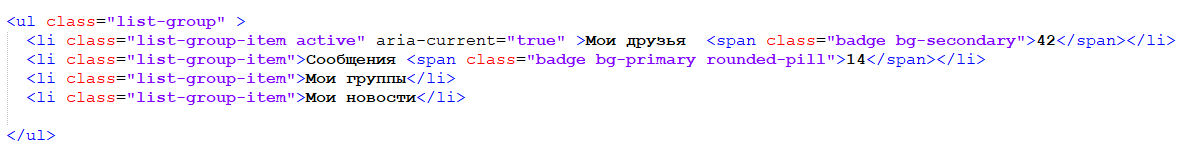 <ul class="list-group" >
<li class="list-group-item active" aria-current="true" >Мои друзья  <span class="badge bg-secondary">42</span></li>
<li class="list-group-item">Сообщения <span class="badge bg-primary rounded-pill">14</span></li>
<li class="list-group-item">Мои группы</li>
<li class="list-group-item">Мои новости</li>
</ul>